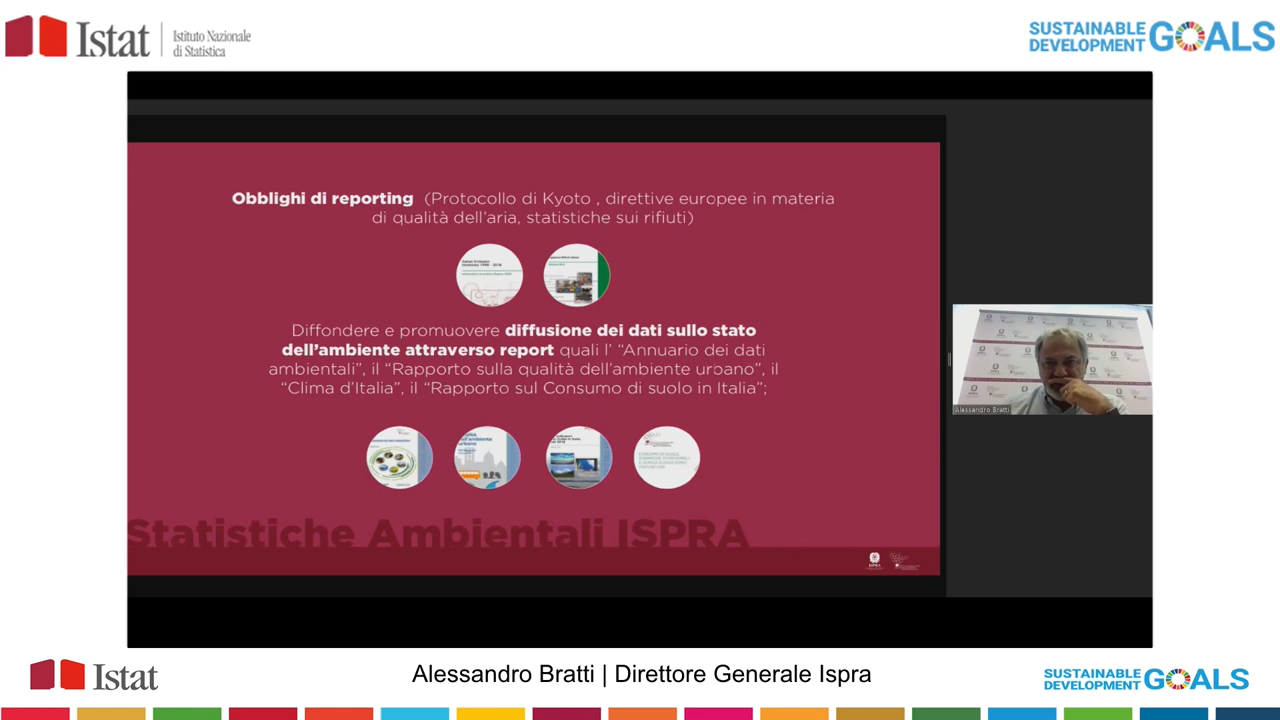 Istat
Istituto Nazionale
di Statistica
SUSTAINABLE
DEVELOPMENT
GOALS
Obblighi di reporting (Protocollo di Kyoto , direttive europee in materia
di qualità dell'aria, statistiche sui rifiuti)
Diffondere e promuovere diffusione dei dati sullo stato
dell'ambiente attraverso report quali l' “Annuario dei dati
ambientali”, il “Rapporto sulla qualità dell'ambiente urbano”, il
“Clima d'Italia”, il “Rapporto sul Consumo di suolo in Italia”;
Statistiche Ambientali ISPRA
Alessandro Bratti
Istat
Alessandro Bratti | Direttore Generale Ispra
SUSTAINABLE
DEVELOPMENT
GOALS